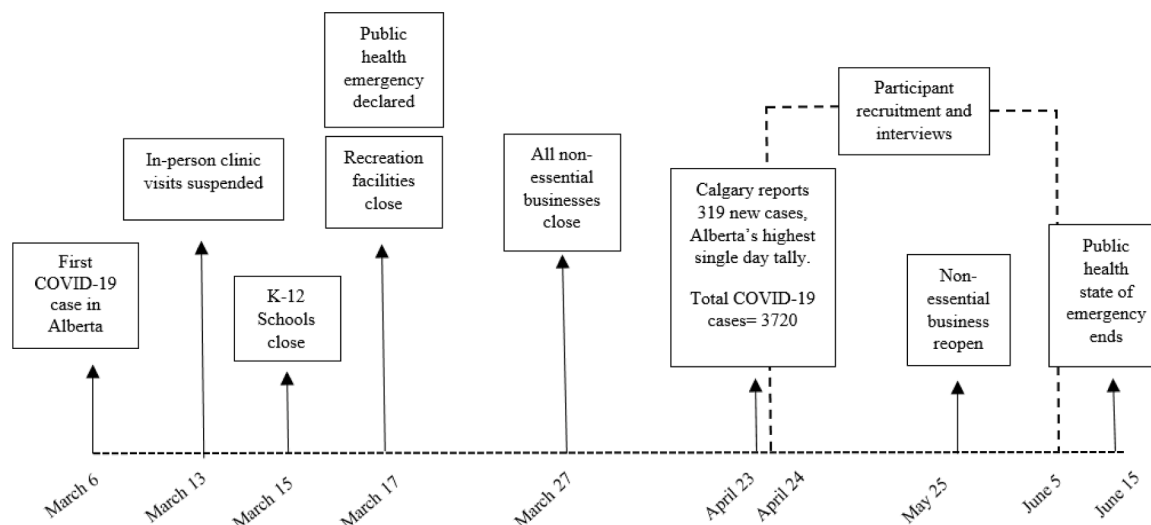 Public
health
emergency
declared
Participant
recruitment and
interviews
In-person clinic
visits suspended
Recreation
facilities
close
All non-
essential
businesses
close
Calgary reports
319 new cases,
Alberta’s highest
single day tally.
Total COVID-19
cases= 3720
First
COVID-19
case in
Alberta
K-12
Schools
close
Non-
essential
business
reopen
Public
health
state of
emergency
ends
March 6
March 13
March 15
March 17
March 27
April 23
April 24
May 25
June 5
June 15